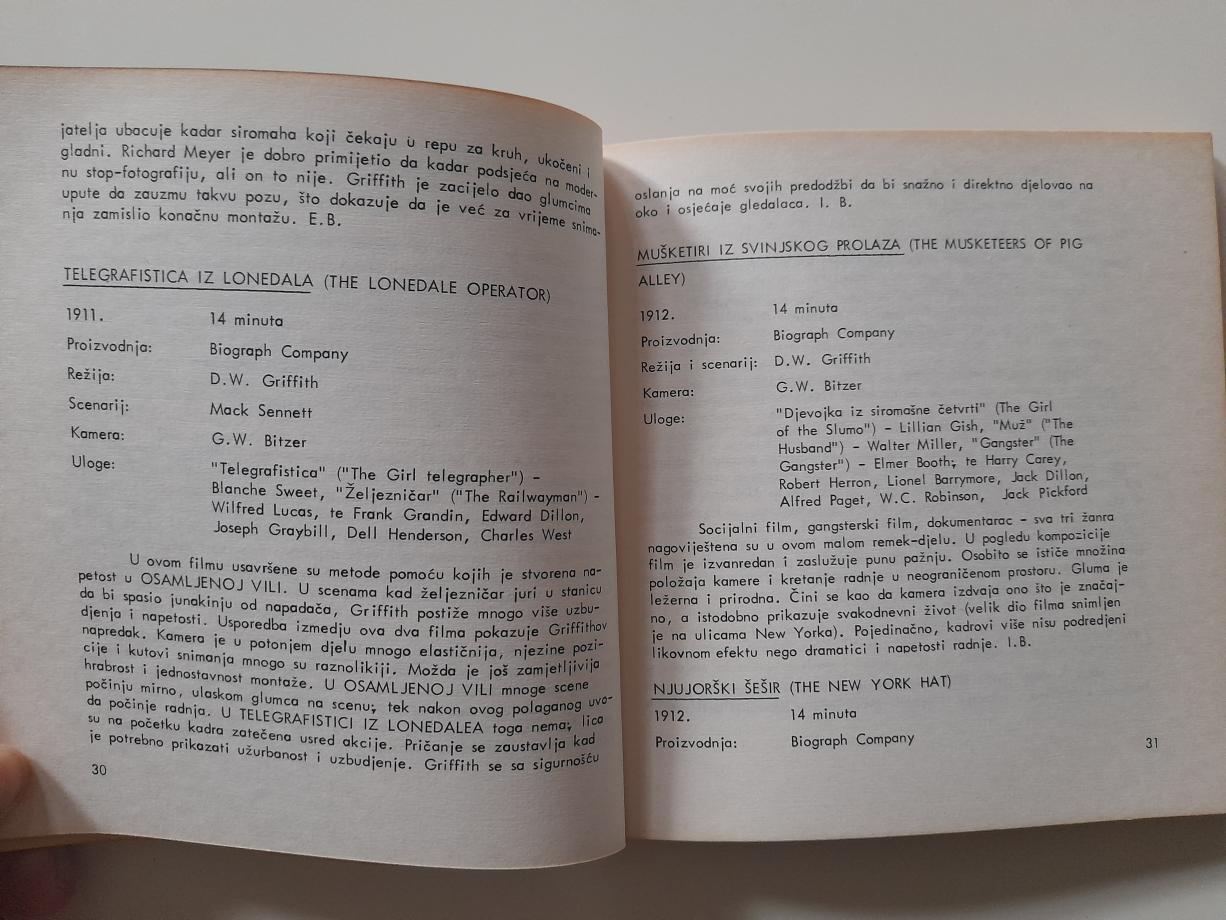 jatelja ubacuje kadar siromaha koji čekaju u repu za kruh, ukočeni i
gladni. Richard Meyer je dobro primijetio da kadar podsjeća na moder-
nu stop-fotografiju, ali on to nije. Griffith je zacijelo dao glumcima
upute da zauzmu takvu pozu, što dokazuje da je već za vrijeme snima-
nja zamislio konačnu montažu. E.B.
TELEGRAFISTICA IZ LONEDALA (THE LONEDALE OPERATOR)
1911. 14 minuta
Proizvodnja: Biograph Company
Režija: D.W. Griffith
Scenarij: Mack Sennett
Kamera: G.W. Bitzer
Uloge: "Telegrafistica" ("The Girl telegrapher") -
Blanche Sweet, "Željezničar" ("The Railwayman") -
Wilfred Lucas, te Frank Grandin, Edward Dillon,
Joseph Graybill, Dell Henderson, Charles West
U ovom filmu usavršene su metode pomoću kojih je stvorena na-
petost u OSAMLJENOJ VILI. U scenama kad željezničar juri u stanicu
da bi spasio junakinju od napadača, Griffith postiže mnogo više uzbu-
djenja i napetosti. Usporedba izmedju ova dva filma pokazuje Griffithov
napredak. Kamera je u potonjem djelu mnogo elastičnija, njezine pozi-
cije i kutovi snimanja mnogo su raznolikiji. Možda je još zamjetljivija
hrabrost i jednostavnost montaže. U OSAMLJENOJ VILI mnoge scene
počinju mirno, ulaskom glumca na scenu; tek nakon ovog polaganog uvo-
da počinje radnja. U TELEGRAFISTICI IZ LONEDALEA toga nema; lica
su na početku kadra zatečena usred akcije. Pričanje se zaustavlja kad
je potrebno prikazati užurbanost i uzbudjenje. Griffith se sa sigurnošću
30
oslanja na moć svojih predodžbi da bi snažno i direktno djelovao na
oko i osjećaje gledalaca. I. B.
MUŠKETIRI IZ SVINJSKOG PROLAZA (THE MUSKETEERS OF PIG
ALLEY)
1912. 14 minuta
Proizvodnja: Biograph Company
Režija i scenarij: D.W. Griffith
Kamera: G.W. Bitzer
Uloge: "Djevojka iz siromašne četvrti" (The Girl
of the Slumo") - Lillian Gish, "Muž" ("The
Husband") - Walter Miller, "Gangster" (The
Gangster") - Elmer Booth; te Harry Carey,
Robert Herron, Lionel Barrymore, Jack Dillon,
Alfred Paget, W.C. Robinson, Jack Pickford
Socijalni film, gangsterski film, dokumentarac - sva tri žanra
nagoviještena su u ovom malom remek-djelu. U pogledu kompozicije
film je izvanredan i zaslužuje punu pažnju. Osobito se ističe množina
položaja kamere i kretanje radnje u neograničenom prostoru. Gluma je
ležerna i prirodna. Čini se kao da kamera izdvaja ono što je značaj-
no, a istodobno prikazuje svakodnevni život (velik dio filma snimljen
je na ulicama New Yorka). Pojedinačno, kadrovi više nisu podredjeni
likovnom efektu nego dramatici i napetosti radnje. I.B.
NJUJORŠKI ŠEŠIR (THE NEW YORK HAT)
1912. 14 minuta
Proizvodnja: Biograph Company
31